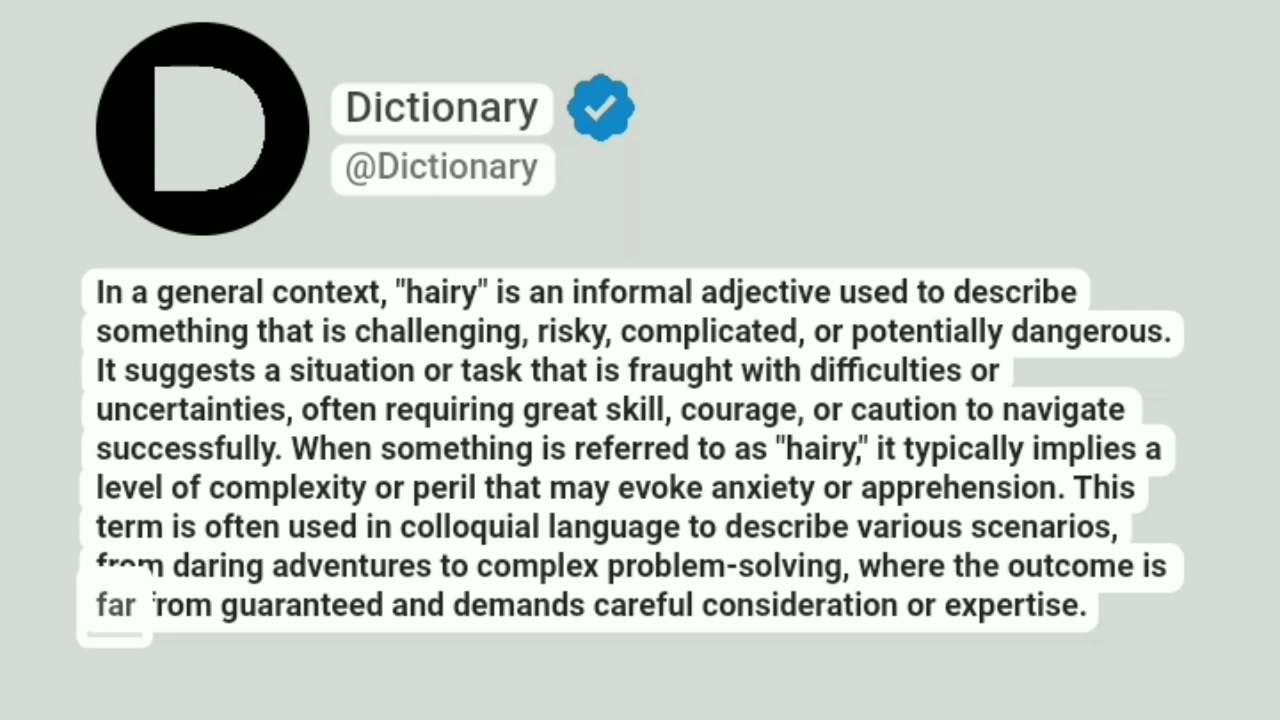 Dictionary
@Dictionary
In a general context, "hairy" is an informal adjective used to describe
something that is challenging, risky, complicated, or potentially dangerous.
It suggests a situation or task that is fraught with difficulties or
uncertainties, often requiring great skill, courage, or caution to navigate
successfully. When something is referred to as "hairy," it typically implies a
level of complexity or peril that may evoke anxiety or apprehension. This
term is often used in colloquial language to describe various scenarios,
from daring adventures to complex problem-solving, where the outcome is
far from guaranteed and demands careful consideration or expertise.